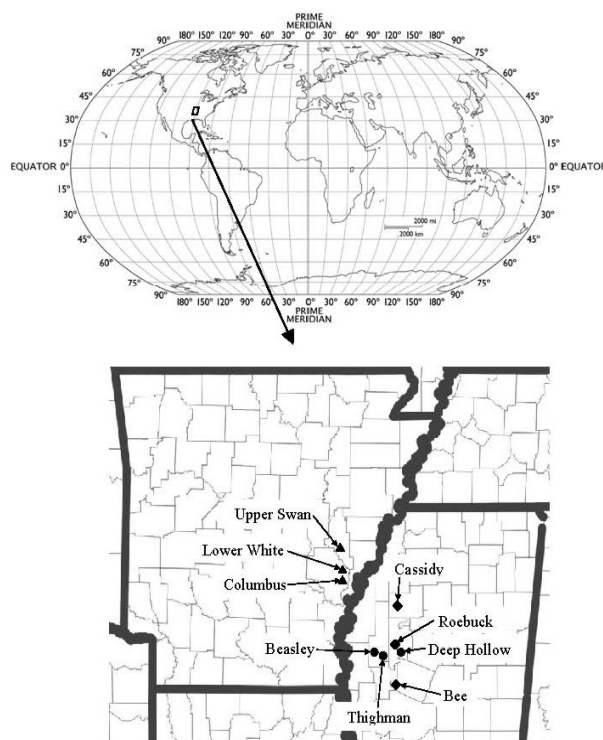 PRIME
MERIDIAN
90° 180° 150° 120° 90° 60° 30° 0° 30° 60° 90° 120° 150° 180° 90°
75° 75°
60° 60°
45° 45°
30° 30°
15° 15°
EQUATOR 0° 0° EQUATOR
15° 15°
30° 30°
2000 mi
2000 km
45° 45°
60° 60°
75° 75°
90° 180° 150° 120° 90° 60° 30° 0° 30° 60° 90° 120° 150° 180° 90°
PRIME
MERIDIAN
Upper Swan
Lower White
Cassidy
Columbus
Roebuck
Beasley
Deep Hollow
Bee
Thighman